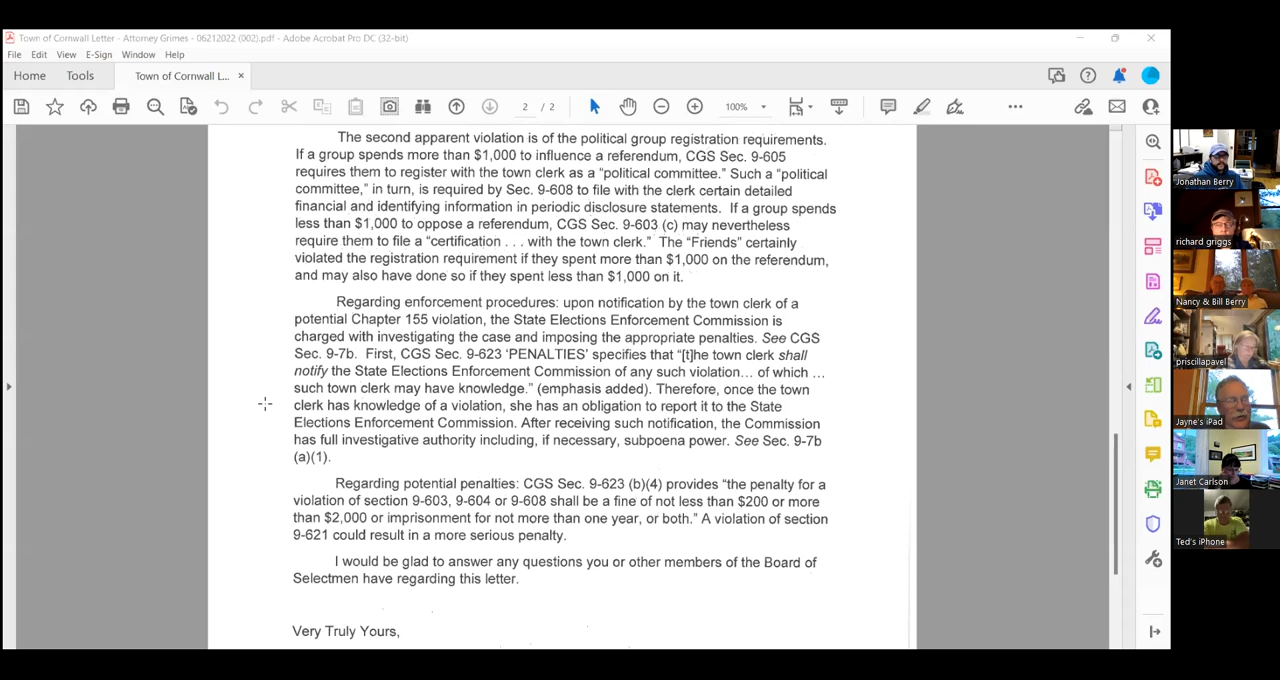 Town of Cornwall Letter - Attorney Grimes - 06212022 (002).pdf - Adobe Acrobat Pro DC (32-bit)
File Edit View E-Sign Window Help
Home Tools Town of Cornwall L... ×
2 / 2 100%
The second apparent violation is of the political group registration requirements.
If a group spends more than $1,000 to influence a referendum, CGS Sec. 9-605
requires them to register with the town clerk as a “political committee.” Such a “political
committee,” in turn, is required by Sec. 9-608 to file with the clerk certain detailed
financial and identifying information in period disclosure statements. If a group spends
less than $1,000 to oppose a referendum, CGS Sec. 9-603 (c) may nevertheless
require them to file a “certification . . . with the town clerk.” The “Friends” certainly
violated the registration requirement if they spent more than $1,000 on the referendum,
and may also have done so if they spent less than $1,000 on it.
Regarding enforcement procedures: upon notification by the town clerk of a
potential Chapter 155 violation, the State Elections Enforcement Commission is
charged with investigating the case and imposing the appropriate penalties. See CGS
Sec. 9-7b. First, CGS Sec. 9-623 ‘PENALTIES’ specifies that “[t]he town clerk shall
notify the State Elections Enforcement Commission of any such violation… of which …
such town clerk may have knowledge.” (emphasis added). Therefore, once the town
clerk has knowledge of a violation, she has an obligation to report it to the State
Elections Enforcement Commission. After receiving such notification, the Commission
has full investigative authority including, if necessary, subpoena power. See Sec. 9-7b
(a)(1).
Regarding potential penalties: CGS Sec. 9-623 (b)(4) provides “the penalty for a
violation of section 9-603, 9-604 or 9-608 shall be a fine of not less than $200 or more
than $2,000 or imprisonment for not more than one year, or both.” A violation of section
9-621 could result in a more serious penalty.
I would be glad to answer any questions you or other members of the Board of
Selectmen have regarding this letter.
Very Truly Yours,
Jonathan Berry
richard griggs
Nancy & Bill Berry
priscillapavel
Jayne's iPad
Janet Carlson
Ted's iPhone